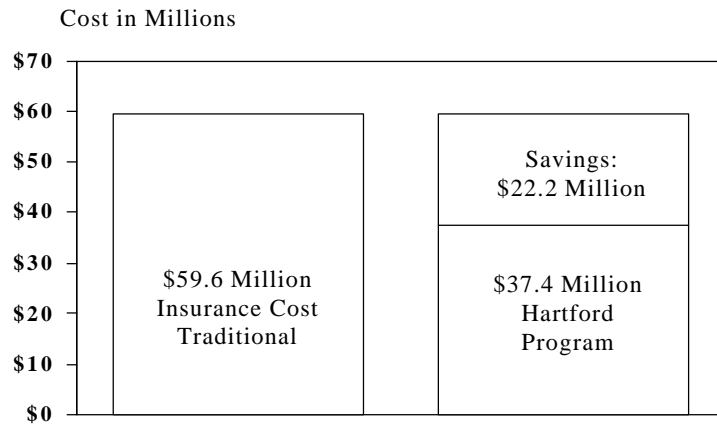 Cost in Millions
$70
$60
$50
$40
$30
$20
$10
$0
$59.6 Million
Insurance Cost
Traditional
Savings:
$22.2 Million
$37.4 Million
Hartford
Program